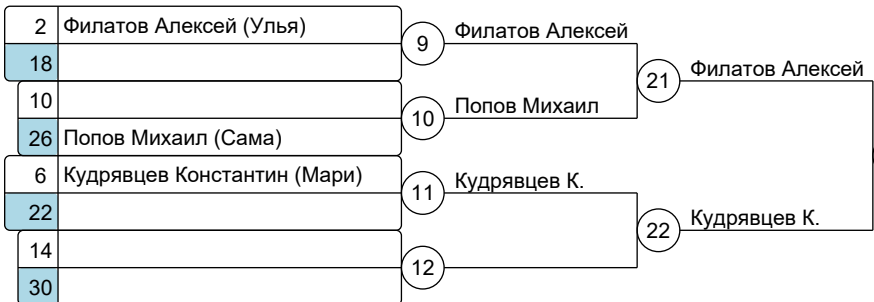 2 Филатов Алексей (Улья)
18
9 Филатов Алексей
10
26 Попов Михаил (Сама)
10 Попов Михаил
21 Филатов Алексей
6 Кудрявцев Константин (Мари)
22
11 Кудрявцев К.
14
30
12
22 Кудрявцев К.